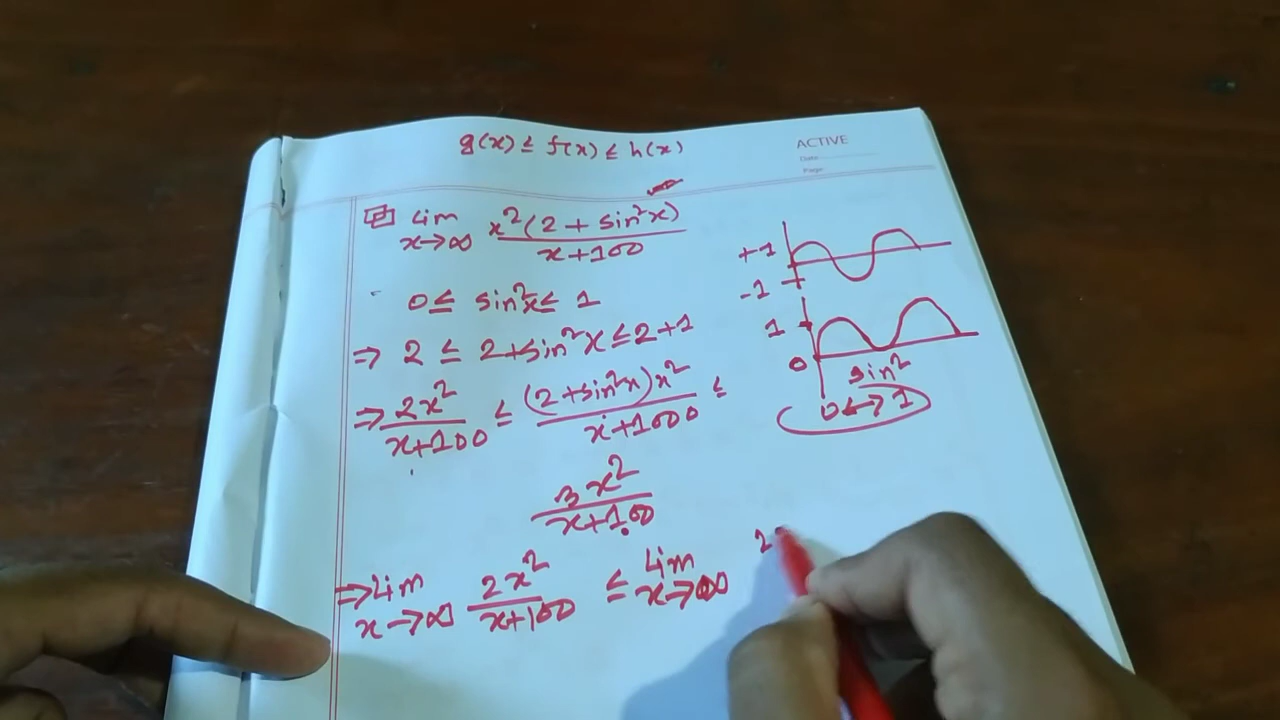 g(x) ≤ f(x) ≤ h(x)
ACTIVE
Date
Page
Lim x→∞ x²(2 + sin²x) / x+100
0 ≤ sin²x ≤ 1
⇒ 2 ≤ 2+sin²x ≤ 2+1
⇒ 2x² / x+100 ≤ (2+sin²x)x² / x+1000 ≤
3x² / x+100
⇒ Lim x→∞ 2x² / x+100 ≤ Lim x→∞
+1
-1
1
0
sin²
0↔1